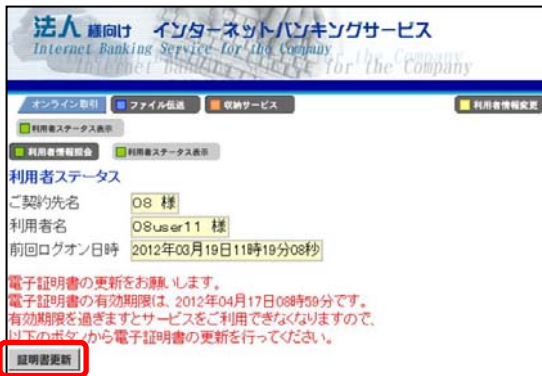 法人 様向け インターネットバンキングサービス
Internet Banking Service for the Company
オンライン取引 ファイル伝送 収納サービス 利用者情報変更
利用者ステータス表示
利用者情報照会 利用者ステータス表示
利用者ステータス
ご契約先名 08 様
利用者名 08user11 様
前回ログオン日時 2012年03月19日11時19分08秒
電子証明書の更新をお願いします。
電子証明書の有効期限は、2012年04月17日08時59分です。
有効期限を過ぎますとサービスをご利用できなくなりますので、
以下のボタンから電子証明書の更新を行ってください。
証明書更新